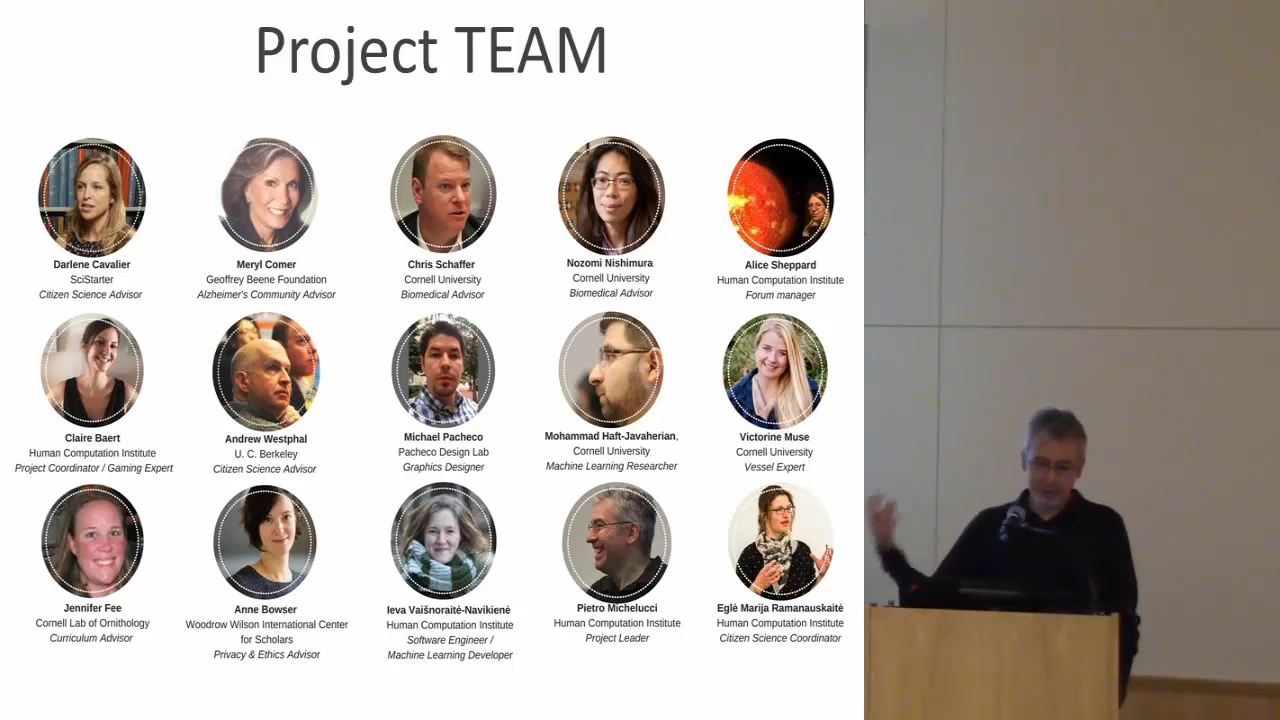 Project TEAM
Darlene Cavalier
SciStarter
Citizen Science Advisor
Meryl Comer
Geoffrey Beene Foundation
Alzheimer's Community Advisor
Chris Schaffer
Cornell University
Biomedical Advisor
Nozomi Nishimura
Cornell University
Biomedical Advisor
Alice Sheppard
Human Computation Institute
Forum manager
Claire Baert
Human Computation Institute
Project Coordinator / Gaming Expert
Andrew Westphal
U. C. Berkeley
Citizen Science Advisor
Michael Pacheco
Pacheco Design Lab
Graphics Designer
Mohammad Haft-Javaherian,
Cornell University
Machine Learning Researcher
Victorine Muse
Cornell University
Vessel Expert
Jennifer Fee
Cornell Lab of Ornithology
Curriculum Advisor
Anne Bowser
Woodrow Wilson International Center
for Scholars
Privacy & Ethics Advisor
Ieva Vaišnoraitė-Navikienė
Human Computation Institute
Software Engineer /
Machine Learning Developer
Pietro Michelucci
Human Computation Institute
Project Leader
Eglė Marija Ramanauskaitė
Human Computation Institute
Citizen Science Coordinator